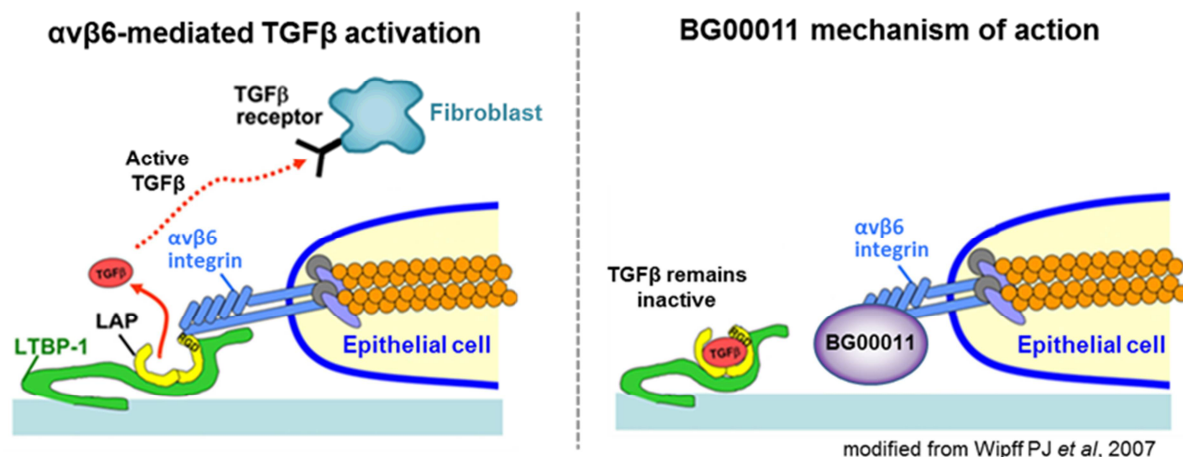 αvβ6-mediated TGFβ activation
TGFβ
receptor
Fibroblast
Active
TGFβ
αvβ6
integrin
TGFβ
LAP
RGD
LTBP-1
Epithelial cell
BG00011 mechanism of action
αvβ6
integrin
TGFβ remains
inactive
RGD
TGFβ
BG00011
Epithelial cell
modified from Wipff PJ et al, 2007